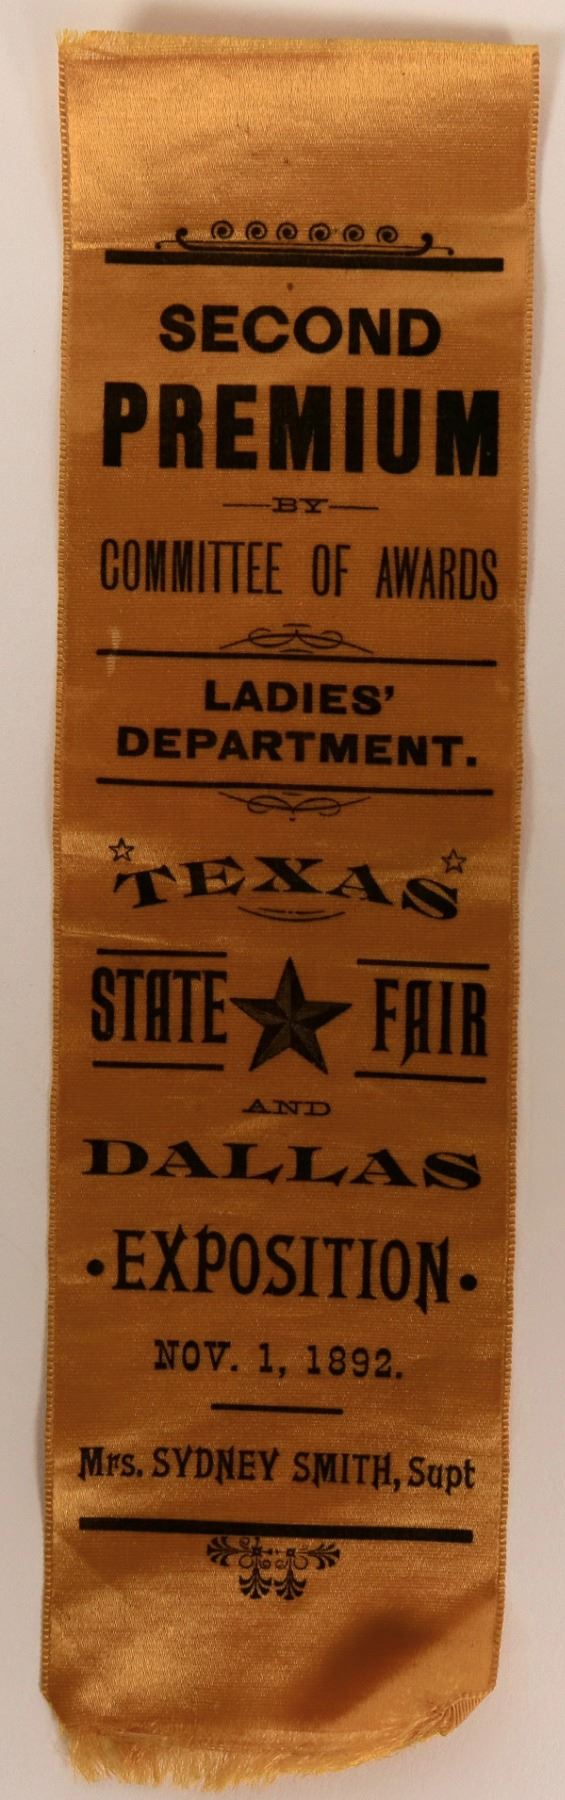 SECOND
PREMIUM
BY
COMMITTEE OF AWARDS
LADIES'
DEPARTMENT.
TEXAS
STATE FAIR
AND
DALLAS
•EXPOSITION•
NOV. 1, 1892.
Mrs. SYDNEY SMITH, Supt